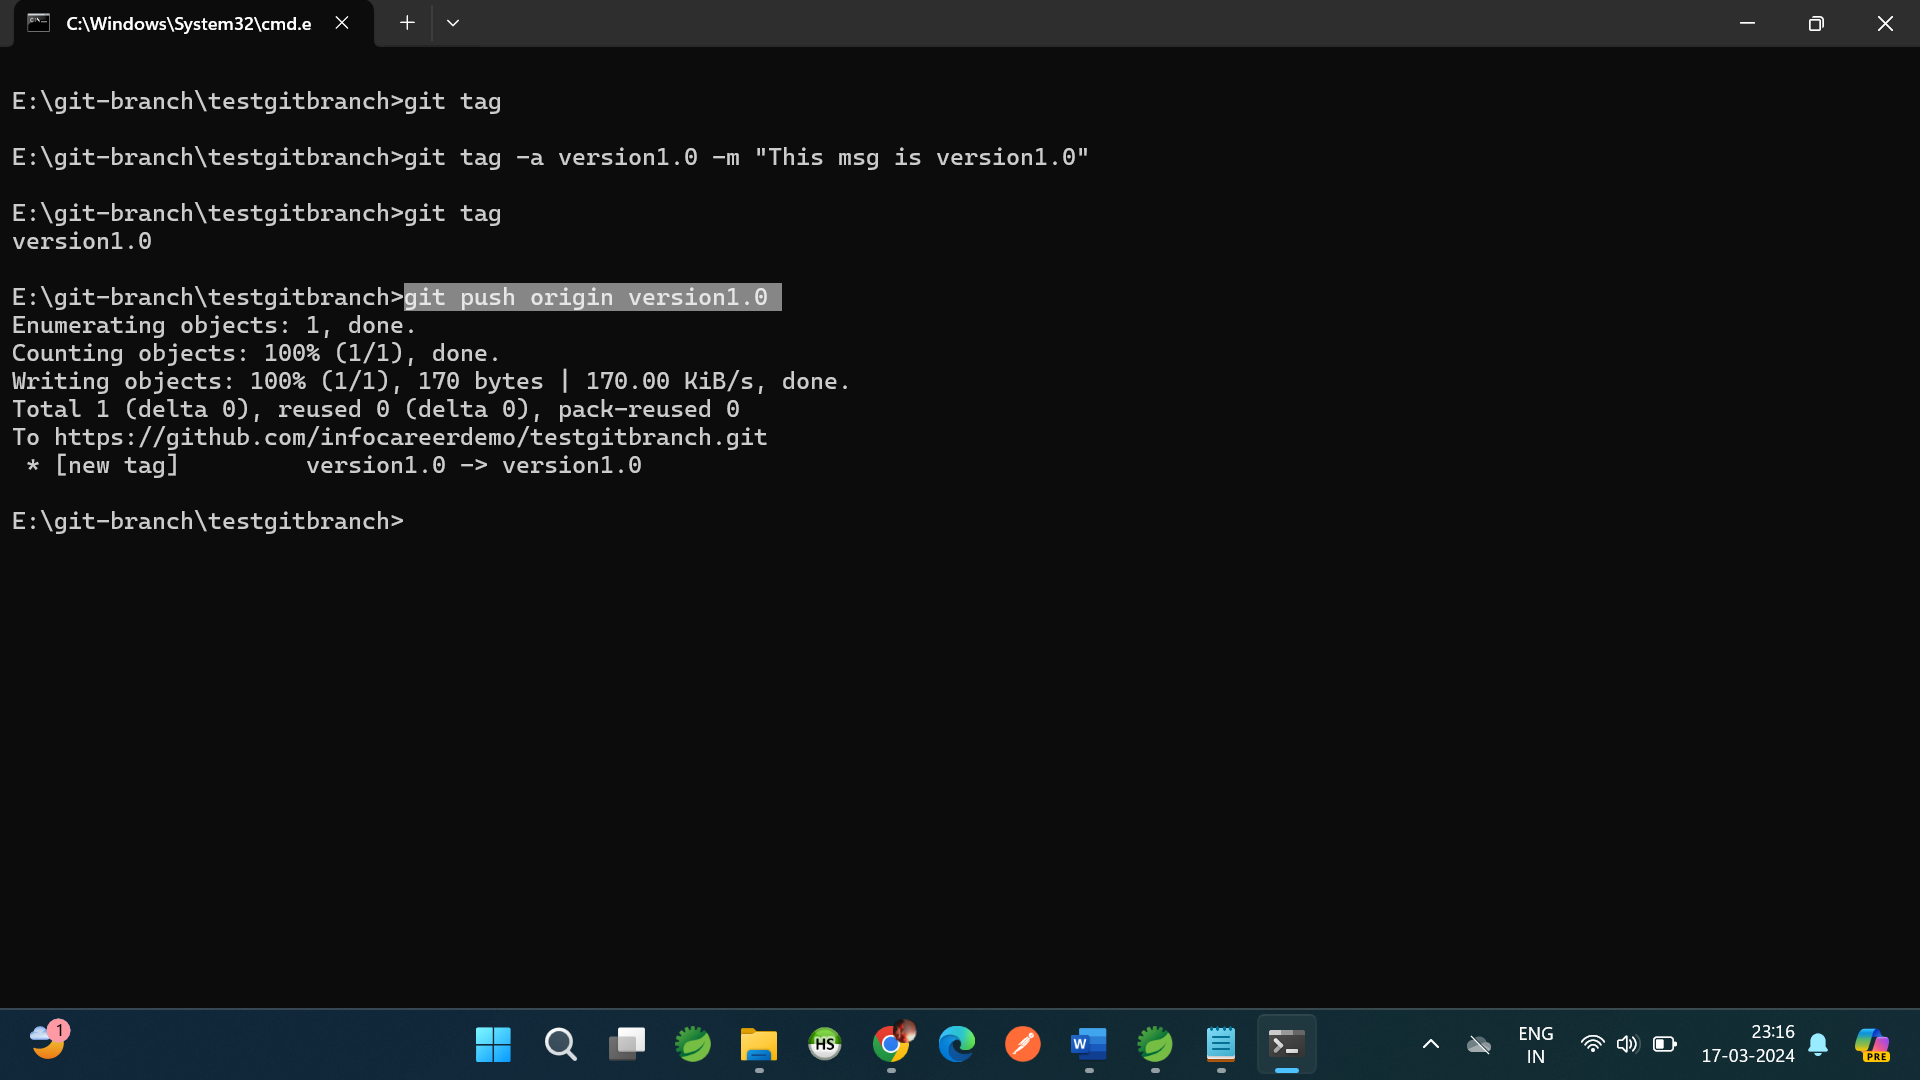 C:\Windows\System32\cmd.e
E:\git-branch\testgitbranch>git tag
E:\git-branch\testgitbranch>git tag -a version1.0 -m "This msg is version1.0"
E:\git-branch\testgitbranch>git tag
version1.0
E:\git-branch\testgitbranch>git push origin version1.0
Enumerating objects: 1, done.
Counting objects: 100% (1/1), done.
Writing objects: 100% (1/1), 170 bytes | 170.00 KiB/s, done.
Total 1 (delta 0), reused 0 (delta 0), pack-reused 0
To https://github.com/infocareerdemo/testgitbranch.git
 * [new tag]         version1.0 -> version1.0
E:\git-branch\testgitbranch>
1
HS
W
ENG
IN
23:16
17-03-2024
PRE